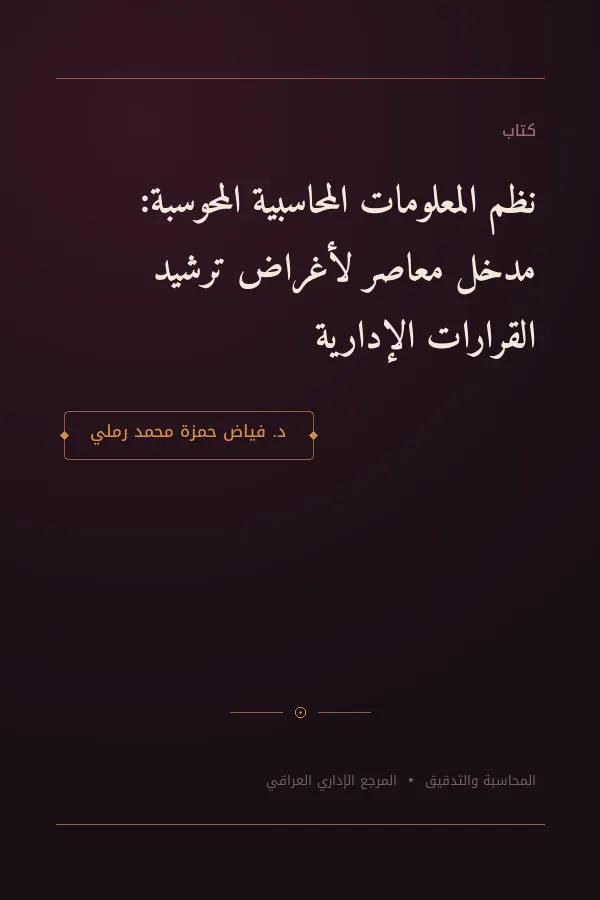 كتاب
نظم المعلومات المحاسبية المحوسبة:
مدخل معاصر لأغراض ترشيد
القرارات الإدارية
د. فياض حمزة محمد رملي
المحاسبة والتدقيق • المرجع الإداري العراقي